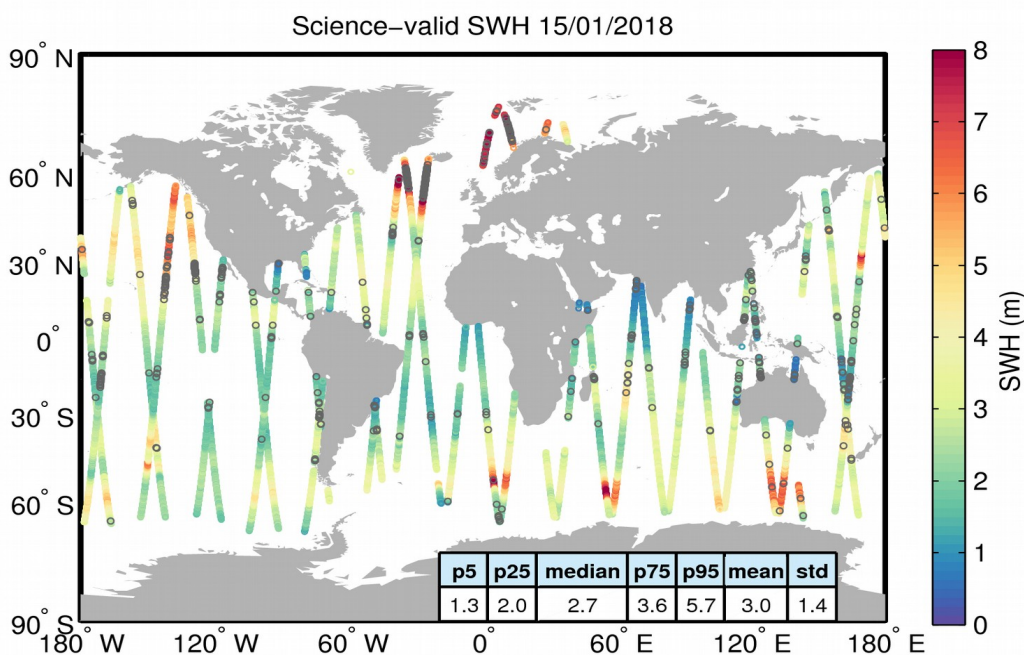 Science−valid SWH 15/01/2018
90° N
60° N
30° N
0°
30° S
60° S
90° S
180° W
120° W
60° W
0°
60° E
120° E
180° E
8
7
6
5
4
3
2
1
0
SWH (m)
p5 p25 median p75 p95 mean std
1.3 2.0 2.7 3.6 5.7 3.0 1.4